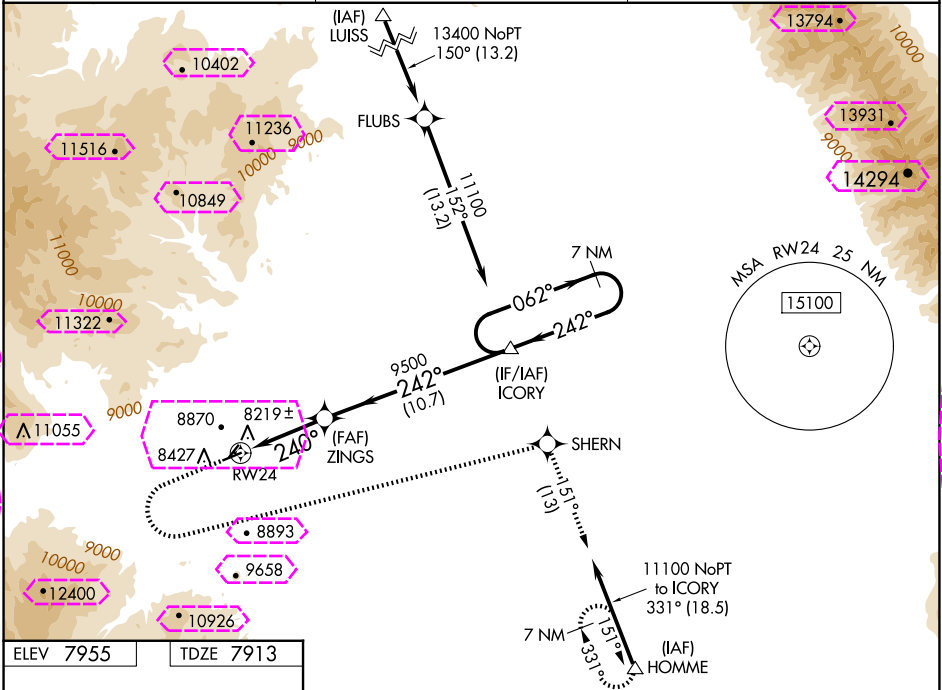 (IAF)
LUISS
13400 NoPT
150° (13.2)
13794
10000
10402
FLUBS
11236
9000
10000
11516
10849
13931
9000
14294
11100
152°
(13.2)
7 NM
062°
242°
MSA RW24 25 NM
15100
11000
10000
11322
(IF/IAF)
ICORY
9500
242°
(10.7)
9000
11055
8870
8219±
8427
RW24
240°
(FAF)
ZINGS
SHERN
151°
(13)
8893
9658
9000
10000
12400
10926
11100 NoPT
to ICORY
331° (18.5)
7 NM
151°
331°
(IAF)
HOMME
ELEV 7955
TDZE 7913